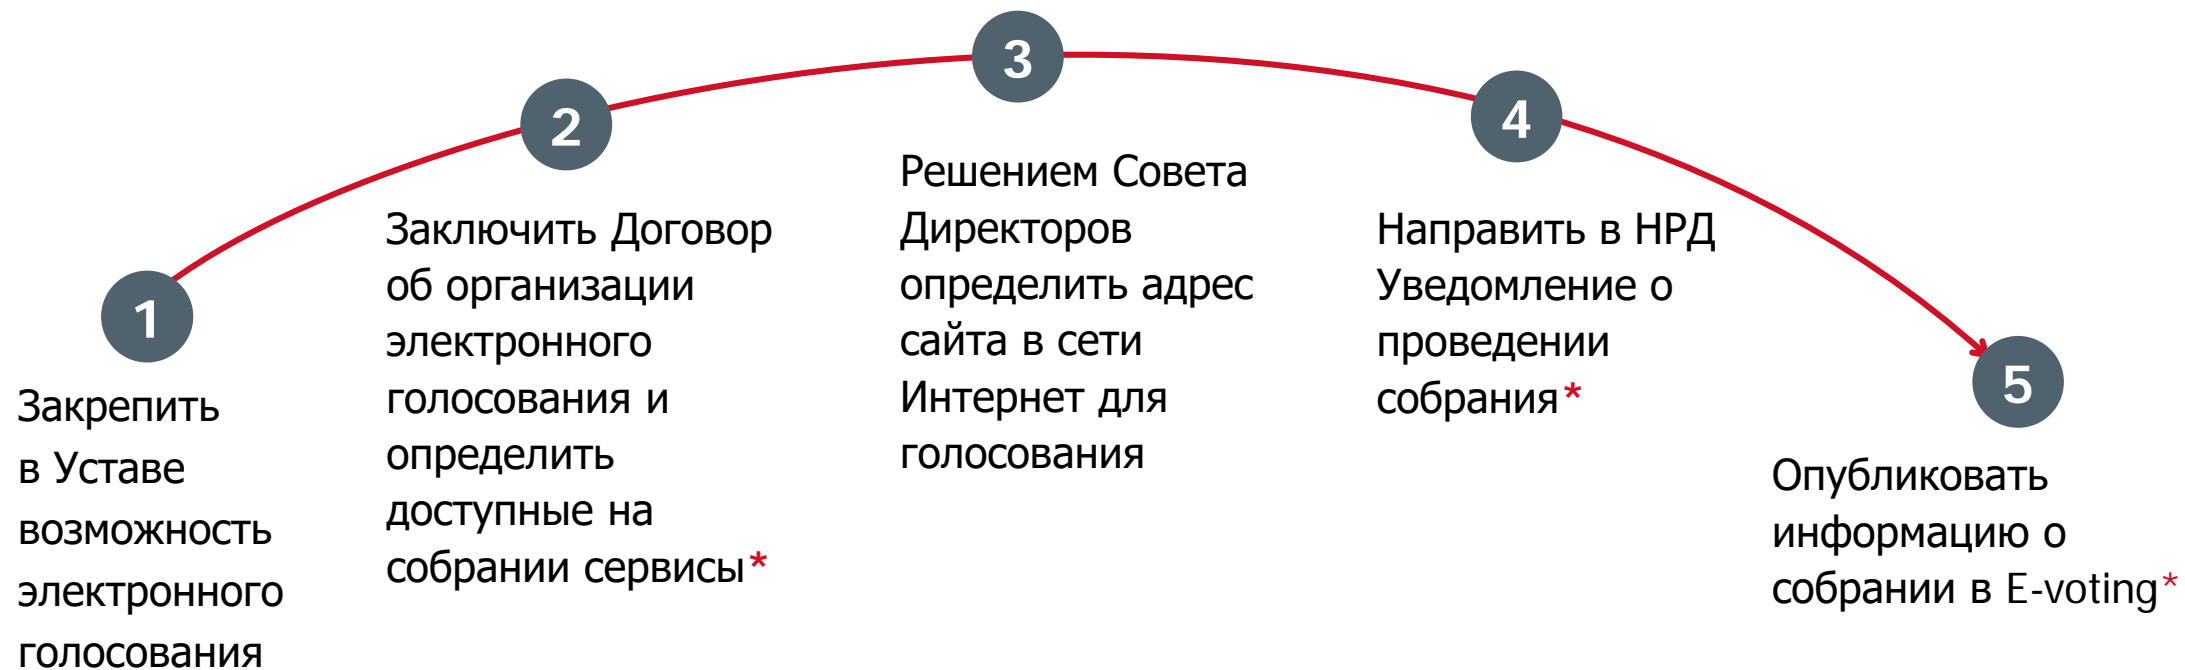 1
Закрепить
в Уставе
возможность
электронного
голосования
2
Заключить Договор
об организации
электронного
голосования и
определить
доступные на
собрании сервисы*
3
Решением Совета
Директоров
определить адрес
сайта в сети
Интернет для
голосования
4
Направить в НРД
Уведомление о
проведении
собрания*
5
Опубликовать
информацию о
собрании в E-voting*